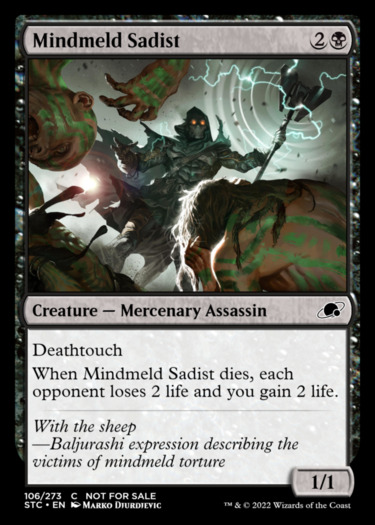 Mindmeld Sadist 2
Creature — Mercenary Assassin
Deathtouch
When Mindmeld Sadist dies, each
opponent loses 2 life and you gain 2 life.
With the sheep
—Baljurashi expression describing the
victims of mindmeld torture
1/1
106/273 C NOT FOR SALE
STC • EN Marko Djurdjevic
™ & © 2022 Wizards of the Coast